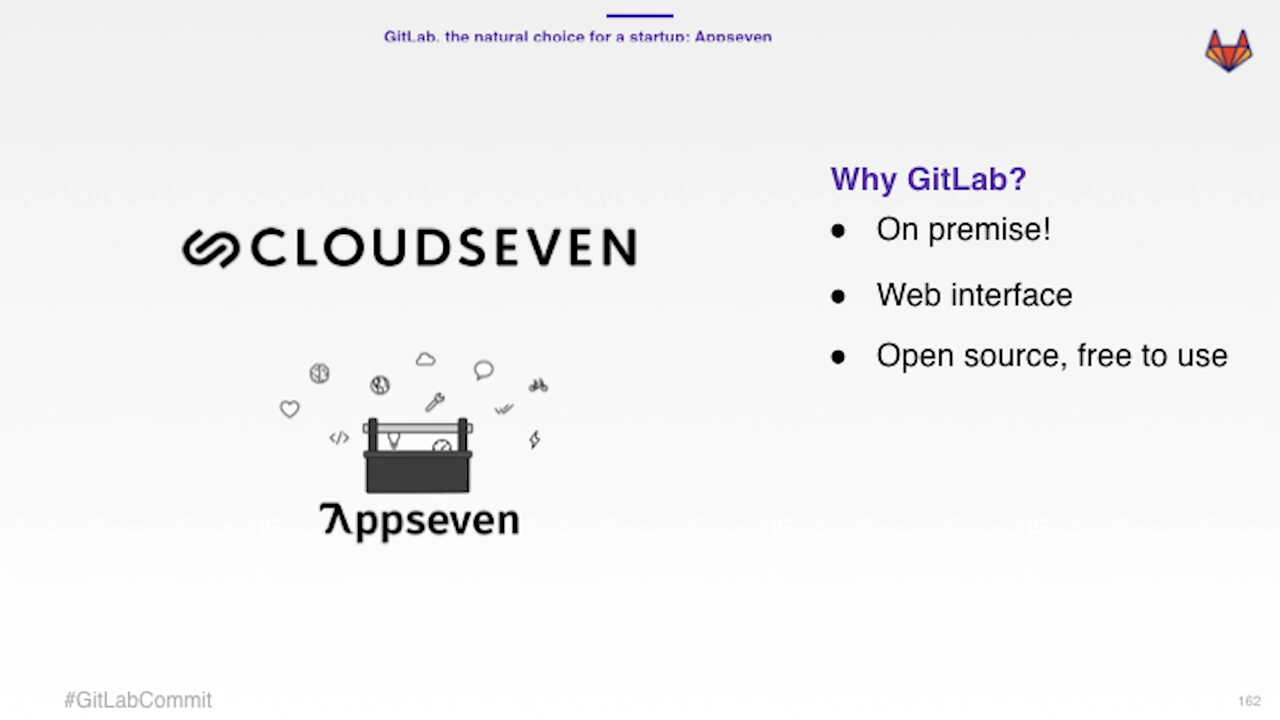 GitLab, the natural choice for a startup: Appseven
CLOUDSEVEN
Appseven
Why GitLab?
● On premise!
● Web interface
● Open source, free to use
#GitLabCommit
162